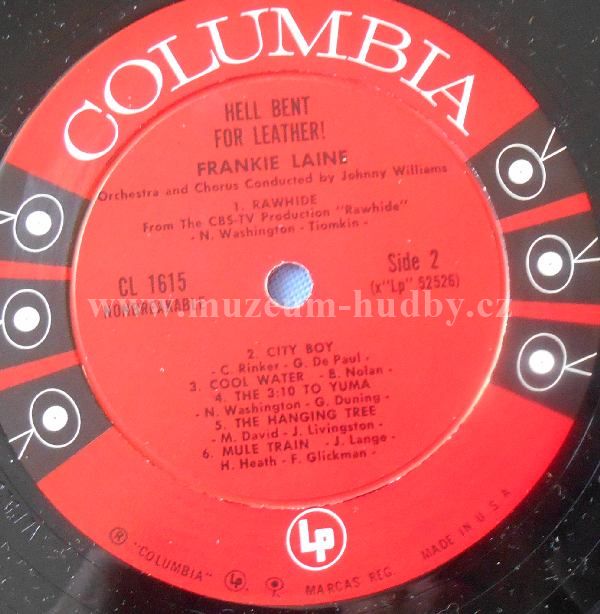 COLUMBIA
HELL BENT
FOR LEATHER!
FRANKIE LAINE
Orchestra and Chorus Conducted by Johnny Williams
1. RAWHIDE
From The CBS-TV Production "Rawhide"
- N. Washington - Tiomkin -
CL 1615
NONBREAKABLE
Side 2
(x"Lp" 52526)
www.muzeum-hudby.cz
2. CITY BOY
- C. Rinker - G. De Paul -
3. COOL WATER - B. Nolan -
4. THE 3:10 TO YUMA
- N. Washington - G. Duning -
5. THE HANGING TREE
- M. David - J. Livingston -
6. MULE TRAIN - J. Lange -
H. Heath - F. Glickman -
Lp
® "COLUMBIA" Lp MARCAS REG. MADE IN U.S.A.